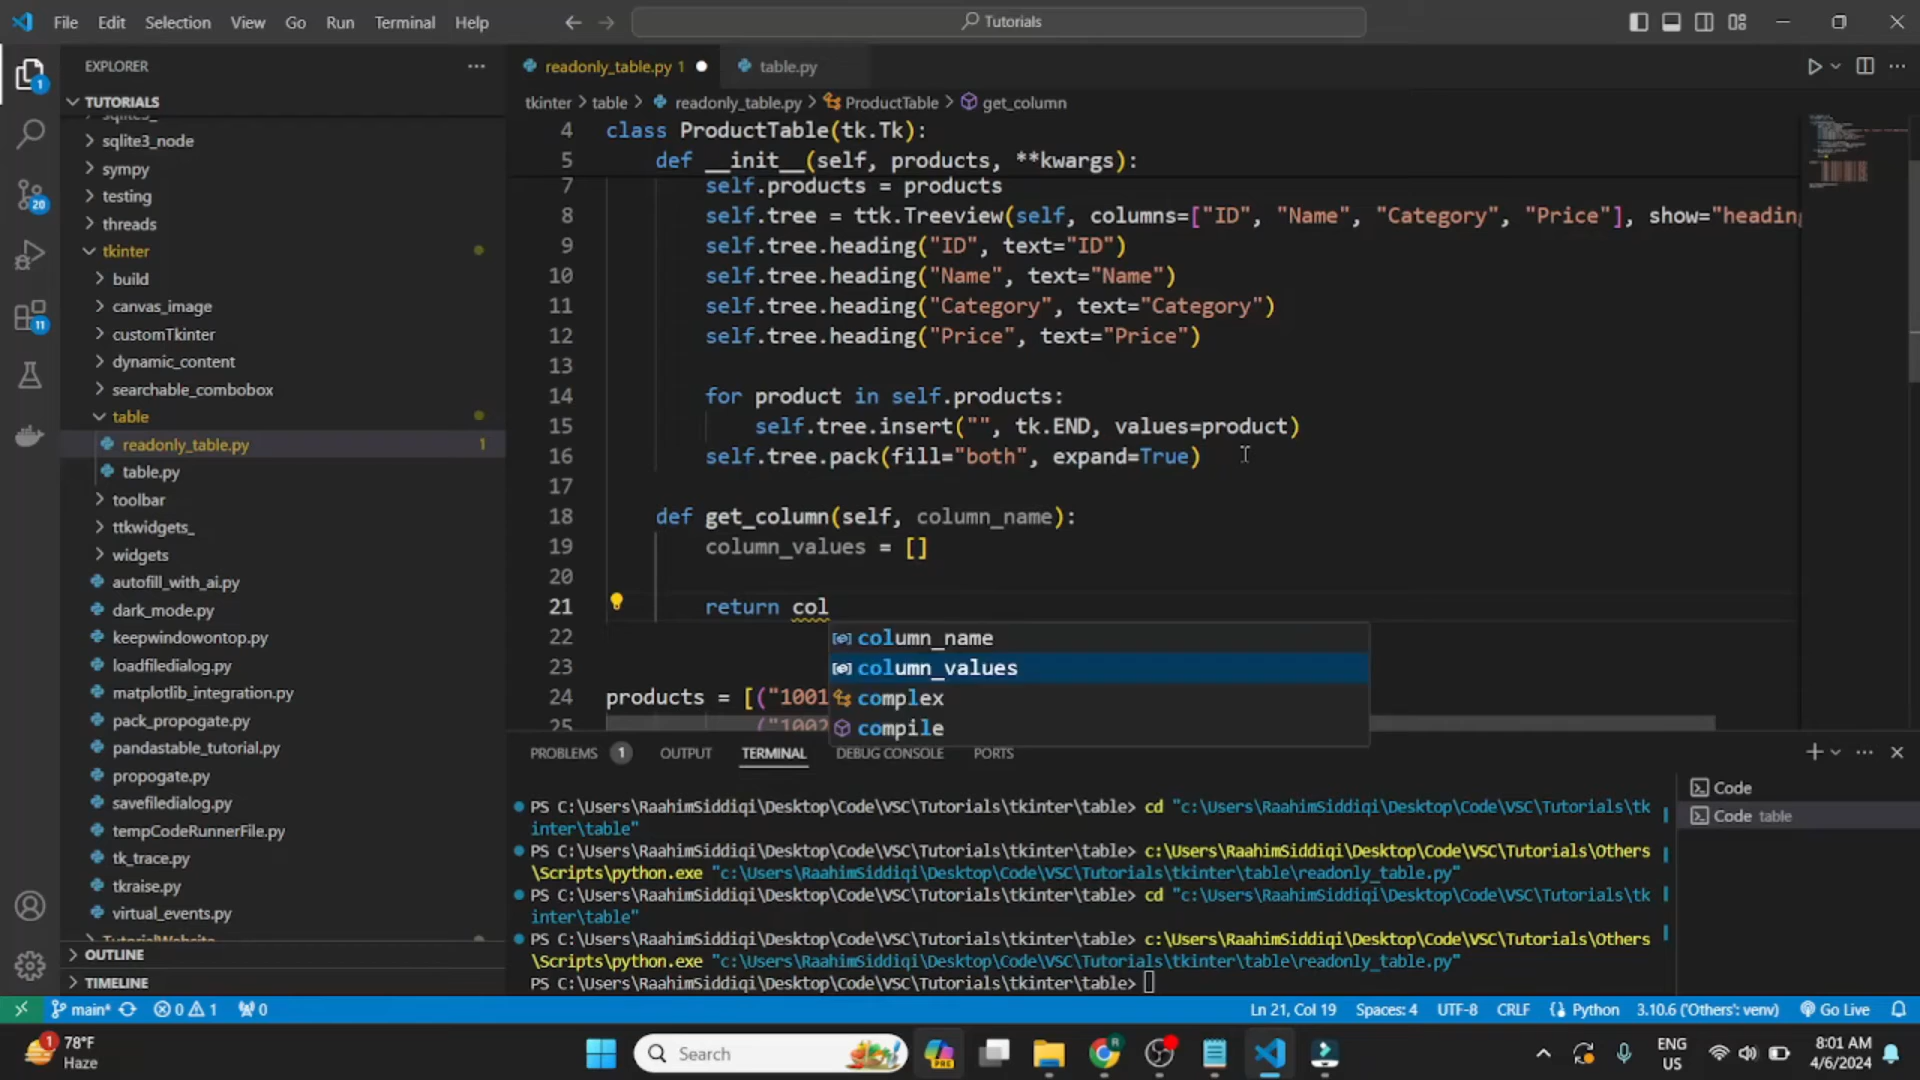 File Edit Selection View Go Run Terminal Help
Tutorials
EXPLORER
TUTORIALS
sqlite3_node
sympy
testing
threads
tkinter
build
canvas_image
customTkinter
dynamic_content
searchable_combobox
table
readonly_table.py 1
table.py
toolbar
ttkwidgets_
widgets
autofill_with_ai.py
dark_mode.py
keepwindowontop.py
loadfiledialog.py
matplotlib_integration.py
pack_propogate.py
pandastable_tutorial.py
propogate.py
savefiledialog.py
tempCodeRunnerFile.py
tk_trace.py
tkraise.py
virtual_events.py
TutorialWebsite
OUTLINE
TIMELINE
1
20
11
readonly_table.py 1
table.py
tkinter > table > readonly_table.py > ProductTable > get_column
4 class ProductTable(tk.Tk):
5 def __init__(self, products, **kwargs):
7 self.products = products
8 self.tree = ttk.Treeview(self, columns=["ID", "Name", "Category", "Price"], show="heading
9 self.tree.heading("ID", text="ID")
10 self.tree.heading("Name", text="Name")
11 self.tree.heading("Category", text="Category")
12 self.tree.heading("Price", text="Price")
13
14 for product in self.products:
15 self.tree.insert("", tk.END, values=product)
16 self.tree.pack(fill="both", expand=True)
17
18 def get_column(self, column_name):
19 column_values = []
20
21 return col
22
23
24 products = [("1001
25 ("1002
column_name
column_values
complex
compile
PROBLEMS 1 OUTPUT TERMINAL DEBUG CONSOLE PORTS
PS C:\Users\RaahimSiddiqi\Desktop\Code\VSC\Tutorials\tkinter\table> cd "c:\Users\RaahimSiddiqi\Desktop\Code\VSC\Tutorials\tk
inter\table"
PS C:\Users\RaahimSiddiqi\Desktop\Code\VSC\Tutorials\tkinter\table> c:\Users\RaahimSiddiqi\Desktop\Code\VSC\Tutorials\Others
\Scripts\python.exe "c:\Users\RaahimSiddiqi\Desktop\Code\VSC\Tutorials\tkinter\table\readonly_table.py"
PS C:\Users\RaahimSiddiqi\Desktop\Code\VSC\Tutorials\tkinter\table> cd "c:\Users\RaahimSiddiqi\Desktop\Code\VSC\Tutorials\tk
inter\table"
PS C:\Users\RaahimSiddiqi\Desktop\Code\VSC\Tutorials\tkinter\table> c:\Users\RaahimSiddiqi\Desktop\Code\VSC\Tutorials\Others
\Scripts\python.exe "c:\Users\RaahimSiddiqi\Desktop\Code\VSC\Tutorials\tkinter\table\readonly_table.py"
PS C:\Users\RaahimSiddiqi\Desktop\Code\VSC\Tutorials\tkinter\table>
Code
Code table
main* 0 1 0
Ln 21, Col 19 Spaces: 4 UTF-8 CRLF Python 3.10.6 ('Others': venv) Go Live
1
78°F
Haze
Search
PRE
ENG
US
8:01 AM
4/6/2024